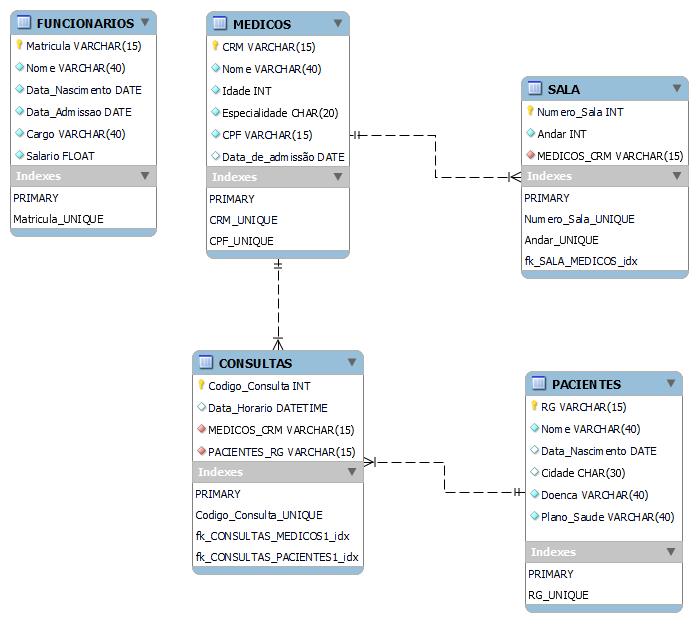 FUNCIONARIOS
Matricula VARCHAR(15)
Nome VARCHAR(40)
Data_Nascimento DATE
Data_Admissao DATE
Cargo VARCHAR(40)
Salario FLOAT
Indexes
PRIMARY
Matricula_UNIQUE
MEDICOS
CRM VARCHAR(15)
Nome VARCHAR(40)
Idade INT
Especialidade CHAR(20)
CPF VARCHAR(15)
Data_de_admissão DATE
Indexes
PRIMARY
CRM_UNIQUE
CPF_UNIQUE
SALA
Numero_Sala INT
Andar INT
MEDICOS_CRM VARCHAR(15)
Indexes
PRIMARY
Numero_Sala_UNIQUE
Andar_UNIQUE
fk_SALA_MEDICOS_idx
CONSULTAS
Codigo_Consulta INT
Data_Horario DATETIME
MEDICOS_CRM VARCHAR(15)
PACIENTES_RG VARCHAR(15)
Indexes
PRIMARY
Codigo_Consulta_UNIQUE
fk_CONSULTAS_MEDICOS1_idx
fk_CONSULTAS_PACIENTES1_idx
PACIENTES
RG VARCHAR(15)
Nome VARCHAR(40)
Data_Nascimento DATE
Cidade CHAR(30)
Doenca VARCHAR(40)
Plano_Saude VARCHAR(40)
Indexes
PRIMARY
RG_UNIQUE